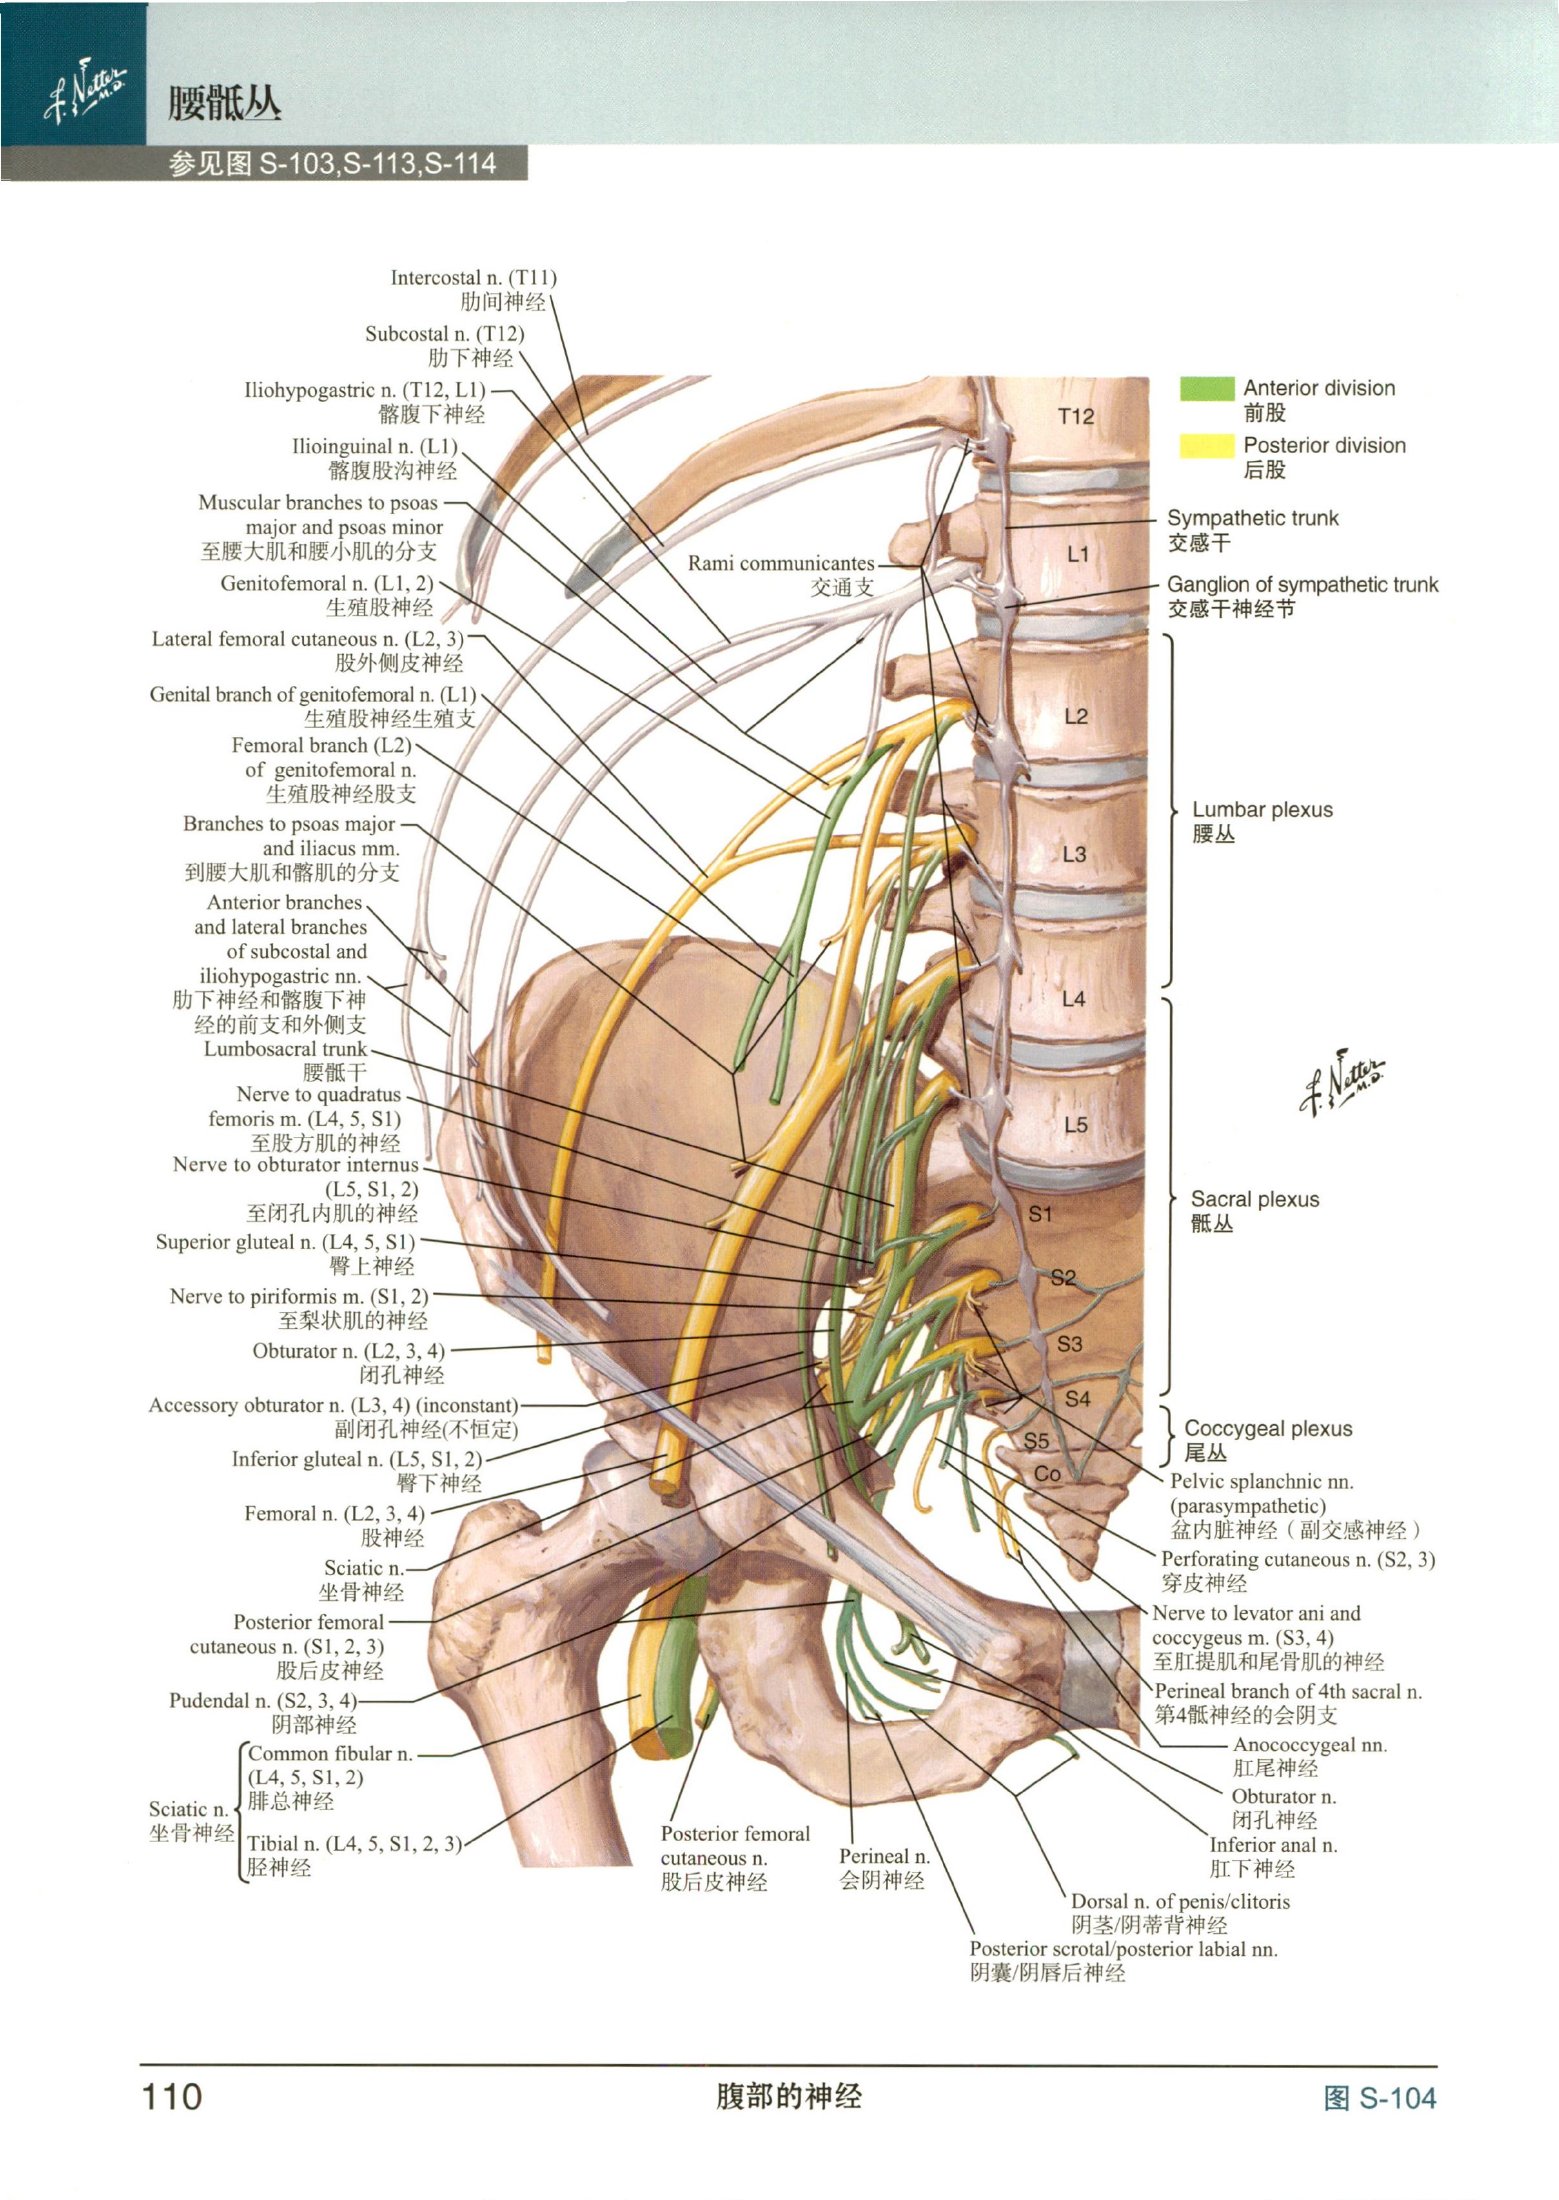 F. Netter M.D.
腰骶丛
参见图 S-103,S-113,S-114
Intercostal n. (T11)
肋间神经
Subcostal n. (T12)
肋下神经
Iliohypogastric n. (T12, L1)
髂腹下神经
Ilioinguinal n. (L1)
髂腹股沟神经
Muscular branches to psoas
major and psoas minor
至腰大肌和腰小肌的分支
Genitofemoral n. (L1, 2)
生殖股神经
Lateral femoral cutaneous n. (L2, 3)
股外侧皮神经
Genital branch of genitofemoral n. (L1)
生殖股神经生殖支
Femoral branch (L2)
of genitofemoral n.
生殖股神经股支
Branches to psoas major
and iliacus mm.
到腰大肌和髂肌的分支
Anterior branches
and lateral branches
of subcostal and
iliohypogastric nn.
肋下神经和髂腹下神
经的前支和外侧支
Lumbosacral trunk
腰骶干
Nerve to quadratus
femoris m. (L4, 5, S1)
至股方肌的神经
Nerve to obturator internus
(L5, S1, 2)
至闭孔内肌的神经
Superior gluteal n. (L4, 5, S1)
臀上神经
Nerve to piriformis m. (S1, 2)
至梨状肌的神经
Obturator n. (L2, 3, 4)
闭孔神经
Accessory obturator n. (L3, 4) (inconstant)
副闭孔神经(不恒定)
Inferior gluteal n. (L5, S1, 2)
臀下神经
Femoral n. (L2, 3, 4)
股神经
Sciatic n.
坐骨神经
Posterior femoral
cutaneous n. (S1, 2, 3)
股后皮神经
Pudendal n. (S2, 3, 4)
阴部神经
Sciatic n.
坐骨神经
Common fibular n.
(L4, 5, S1, 2)
腓总神经
Tibial n. (L4, 5, S1, 2, 3)
胫神经
Rami communicantes
交通支
T12
L1
L2
L3
L4
L5
S1
S2
S3
S4
S5
Co
Anterior division
前股
Posterior division
后股
Sympathetic trunk
交感干
Ganglion of sympathetic trunk
交感干神经节
Lumbar plexus
腰丛
F. Netter M.D.
Sacral plexus
骶丛
Coccygeal plexus
尾丛
Pelvic splanchnic nn.
(parasympathetic)
盆内脏神经（副交感神经）
Perforating cutaneous n. (S2, 3)
穿皮神经
Nerve to levator ani and
coccygeus m. (S3, 4)
至肛提肌和尾骨肌的神经
Perineal branch of 4th sacral n.
第4骶神经的会阴支
Anococcygeal nn.
肛尾神经
Obturator n.
闭孔神经
Inferior anal n.
肛下神经
Posterior femoral
cutaneous n.
股后皮神经
Perineal n.
会阴神经
Dorsal n. of penis/clitoris
阴茎/阴蒂背神经
Posterior scrotal/posterior labial nn.
阴囊/阴唇后神经
110
腹部的神经
图 S-104